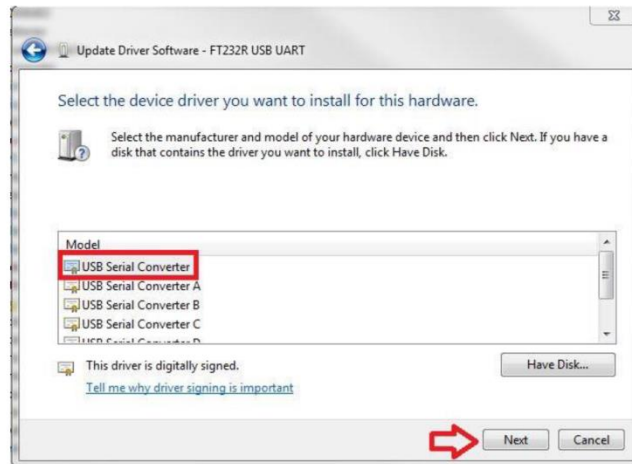 Update Driver Software - FT232R USB UART
Select the device driver you want to install for this hardware.
Select the manufacturer and model of your hardware device and then click Next. If you have a
disk that contains the driver you want to install, click Have Disk.
Model
USB Serial Converter
USB Serial Converter A
USB Serial Converter B
USB Serial Converter C
USB Serial Converter D
This driver is digitally signed.
Have Disk...
Tell me why driver signing is important
Next
Cancel